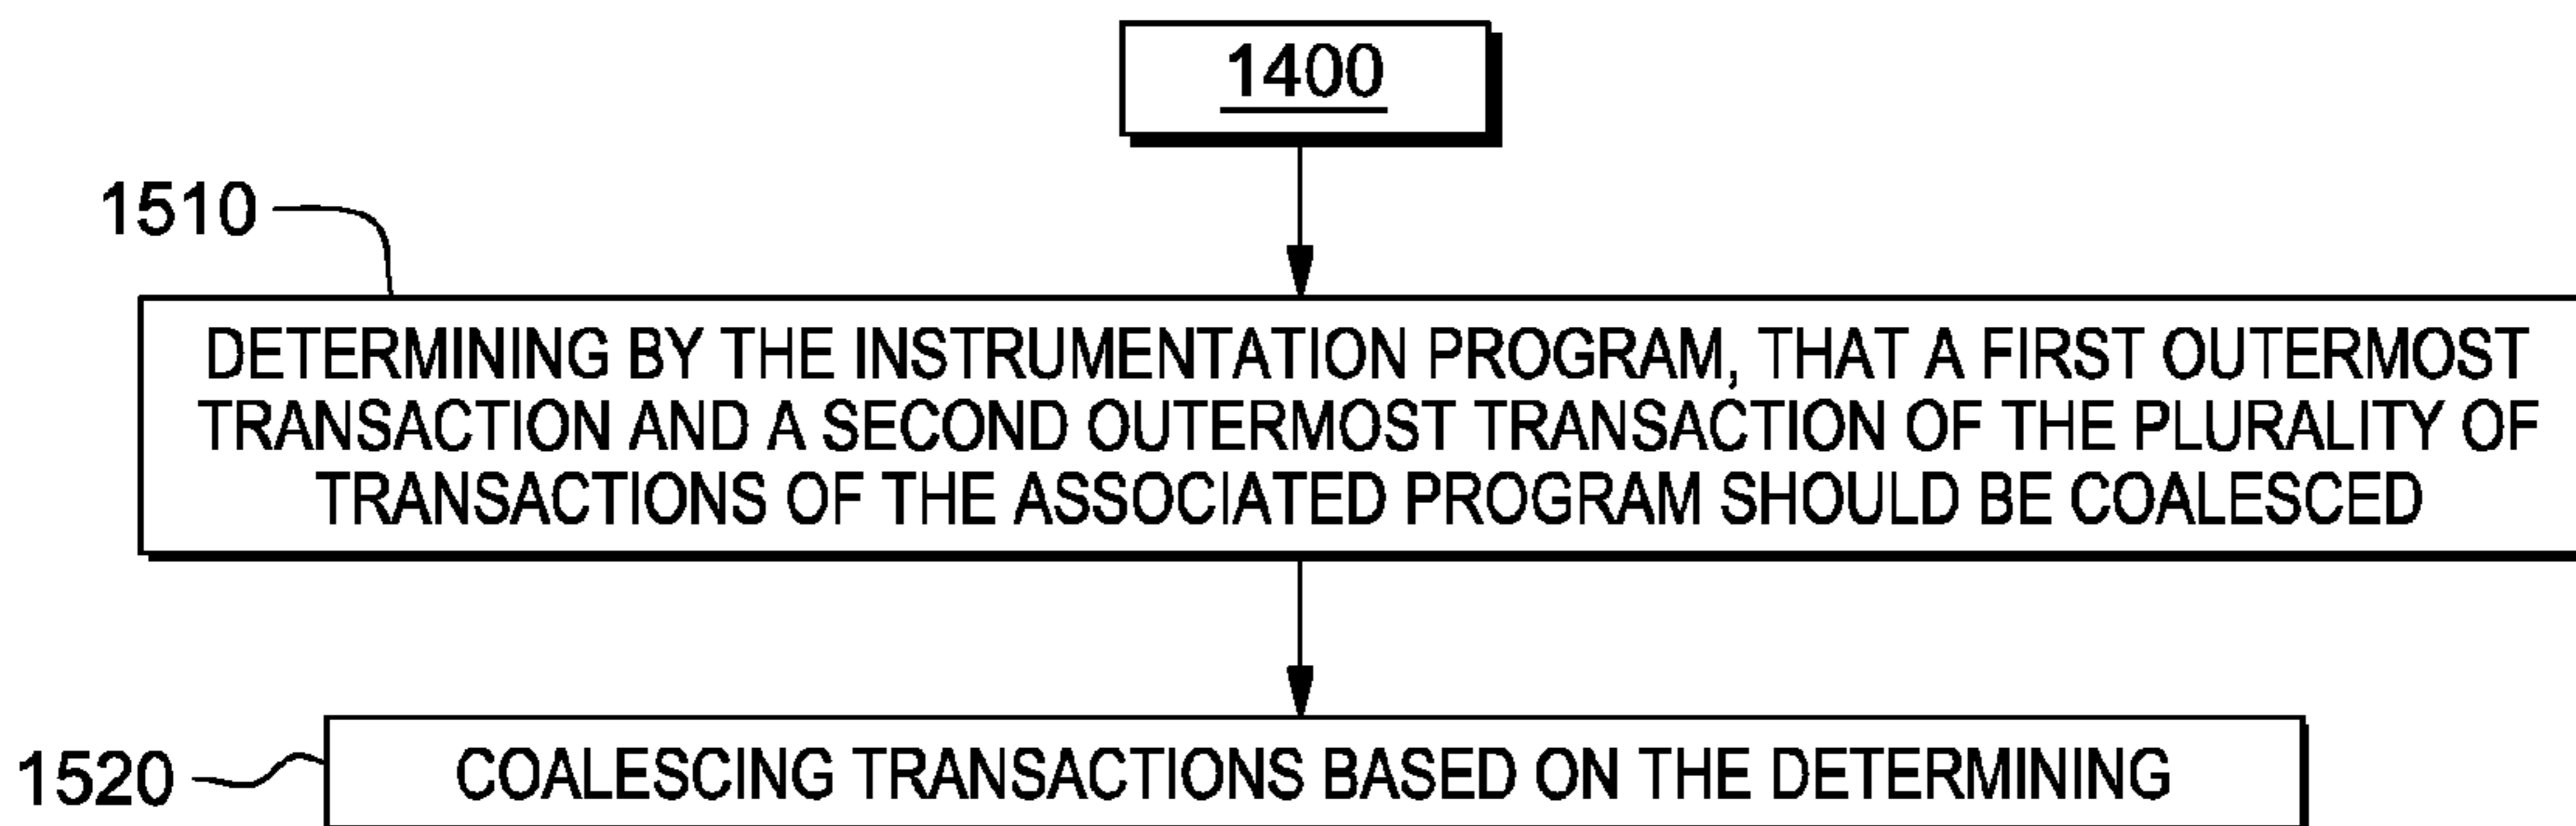 1400
1510
DETERMINING BY THE INSTRUMENTATION PROGRAM, THAT A FIRST OUTERMOST
TRANSACTION AND A SECOND OUTERMOST TRANSACTION OF THE PLURALITY OF
TRANSACTIONS OF THE ASSOCIATED PROGRAM SHOULD BE COALESCED
1520
COALESCING TRANSACTIONS BASED ON THE DETERMINING